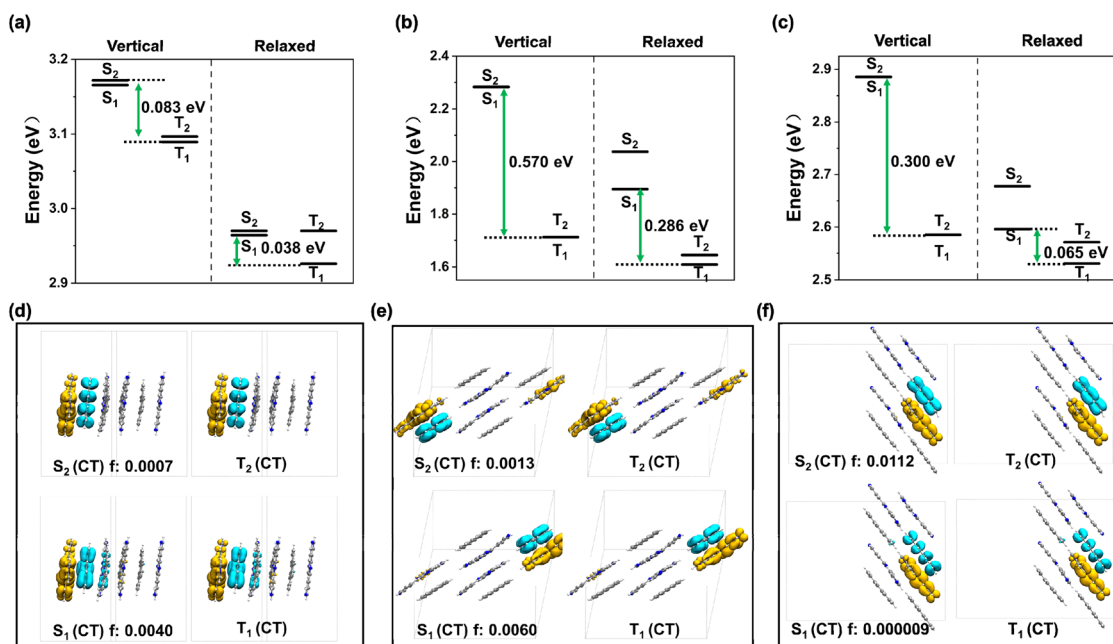 (a)
Vertical
Relaxed
Energy (eV)
3.2
3.1
3.0
2.9
S2
S1
0.083 eV
T2
T1
S2
S1
0.038 eV
T2
T1
(b)
Vertical
Relaxed
Energy (eV)
2.4
2.2
2.0
1.8
1.6
S2
S1
0.570 eV
T2
T1
S2
S1
0.286 eV
T2
T1
(c)
Vertical
Relaxed
Energy (eV)
2.9
2.8
2.7
2.6
2.5
S2
S1
0.300 eV
T2
T1
S2
S1
0.065 eV
T2
T1
(d)
S2 (CT) f: 0.0007
T2 (CT)
S1 (CT) f: 0.0040
T1 (CT)
(e)
S2 (CT) f: 0.0013
T2 (CT)
S1 (CT) f: 0.0060
T1 (CT)
(f)
S2 (CT) f: 0.0112
T2 (CT)
S1 (CT) f: 0.000009
T1 (CT)